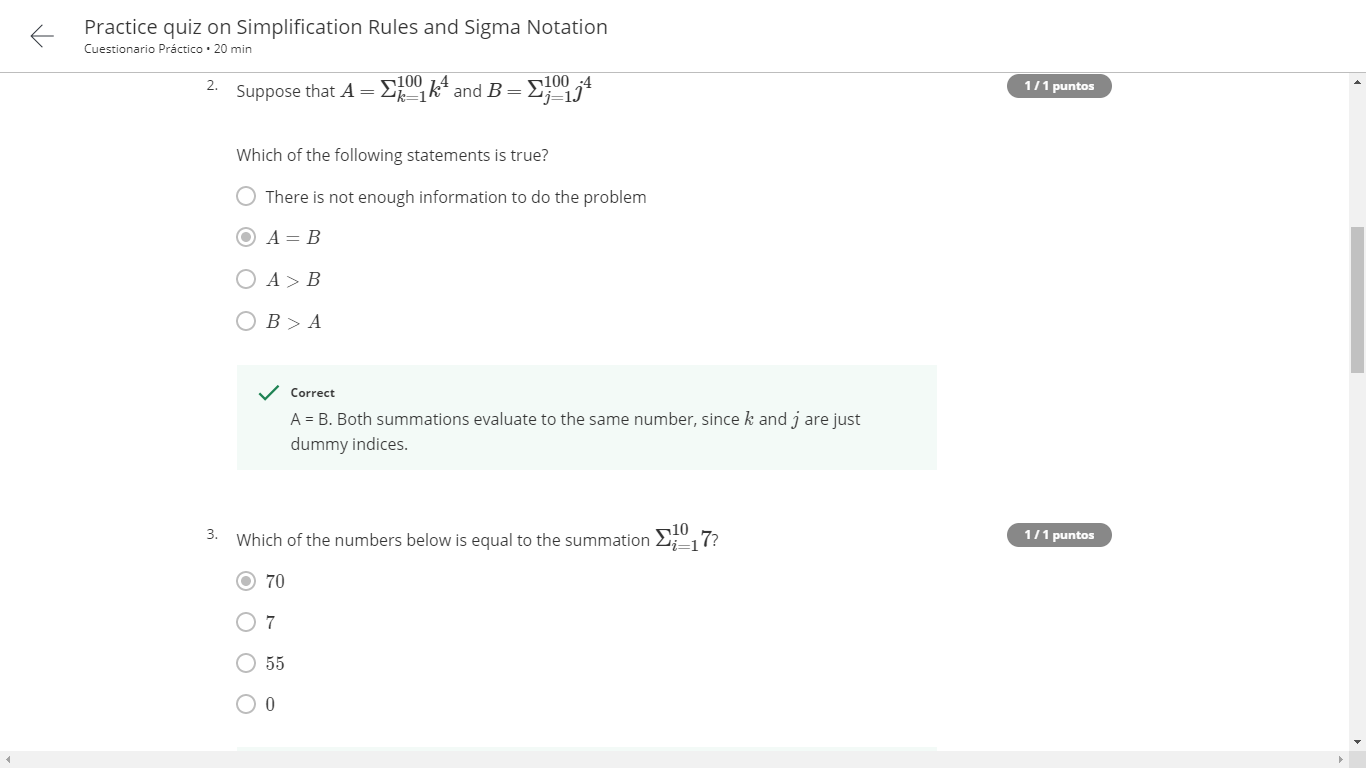 Practice quiz on Simplification Rules and Sigma Notation
Cuestionario Práctico • 20 min
2. Suppose that A = Σ_{k=1}^{100} k^4 and B = Σ_{j=1}^{100} j^4
1 / 1 puntos
Which of the following statements is true?
There is not enough information to do the problem
A = B
A > B
B > A
Correct
A = B. Both summations evaluate to the same number, since k and j are just
dummy indices.
3. Which of the numbers below is equal to the summation Σ_{i=1}^{10} 7?
1 / 1 puntos
70
7
55
0